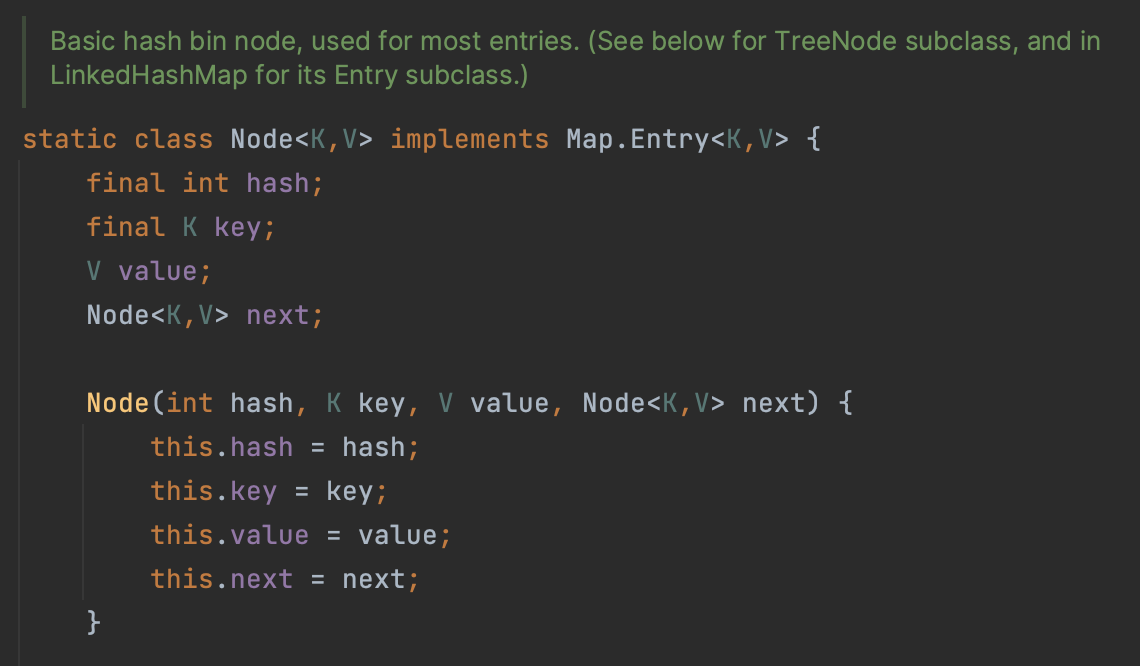 Basic hash bin node, used for most entries. (See below for TreeNode subclass, and in
LinkedHashMap for its Entry subclass.)
static class Node<K,V> implements Map.Entry<K,V> {
    final int hash;
    final K key;
    V value;
    Node<K,V> next;

    Node(int hash, K key, V value, Node<K,V> next) {
        this.hash = hash;
        this.key = key;
        this.value = value;
        this.next = next;
    }